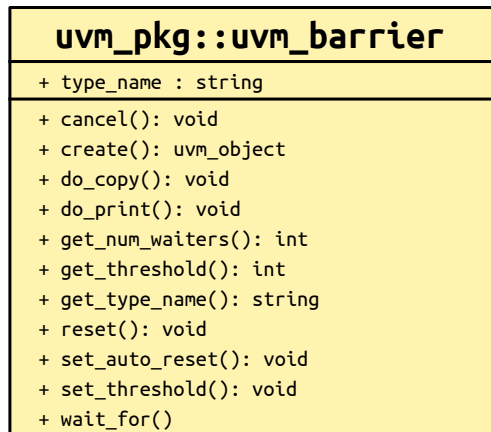 uvm_pkg::uvm_barrier
+ type_name : string
+ cancel(): void
+ create(): uvm_object
+ do_copy(): void
+ do_print(): void
+ get_num_waiters(): int
+ get_threshold(): int
+ get_type_name(): string
+ reset(): void
+ set_auto_reset(): void
+ set_threshold(): void
+ wait_for()